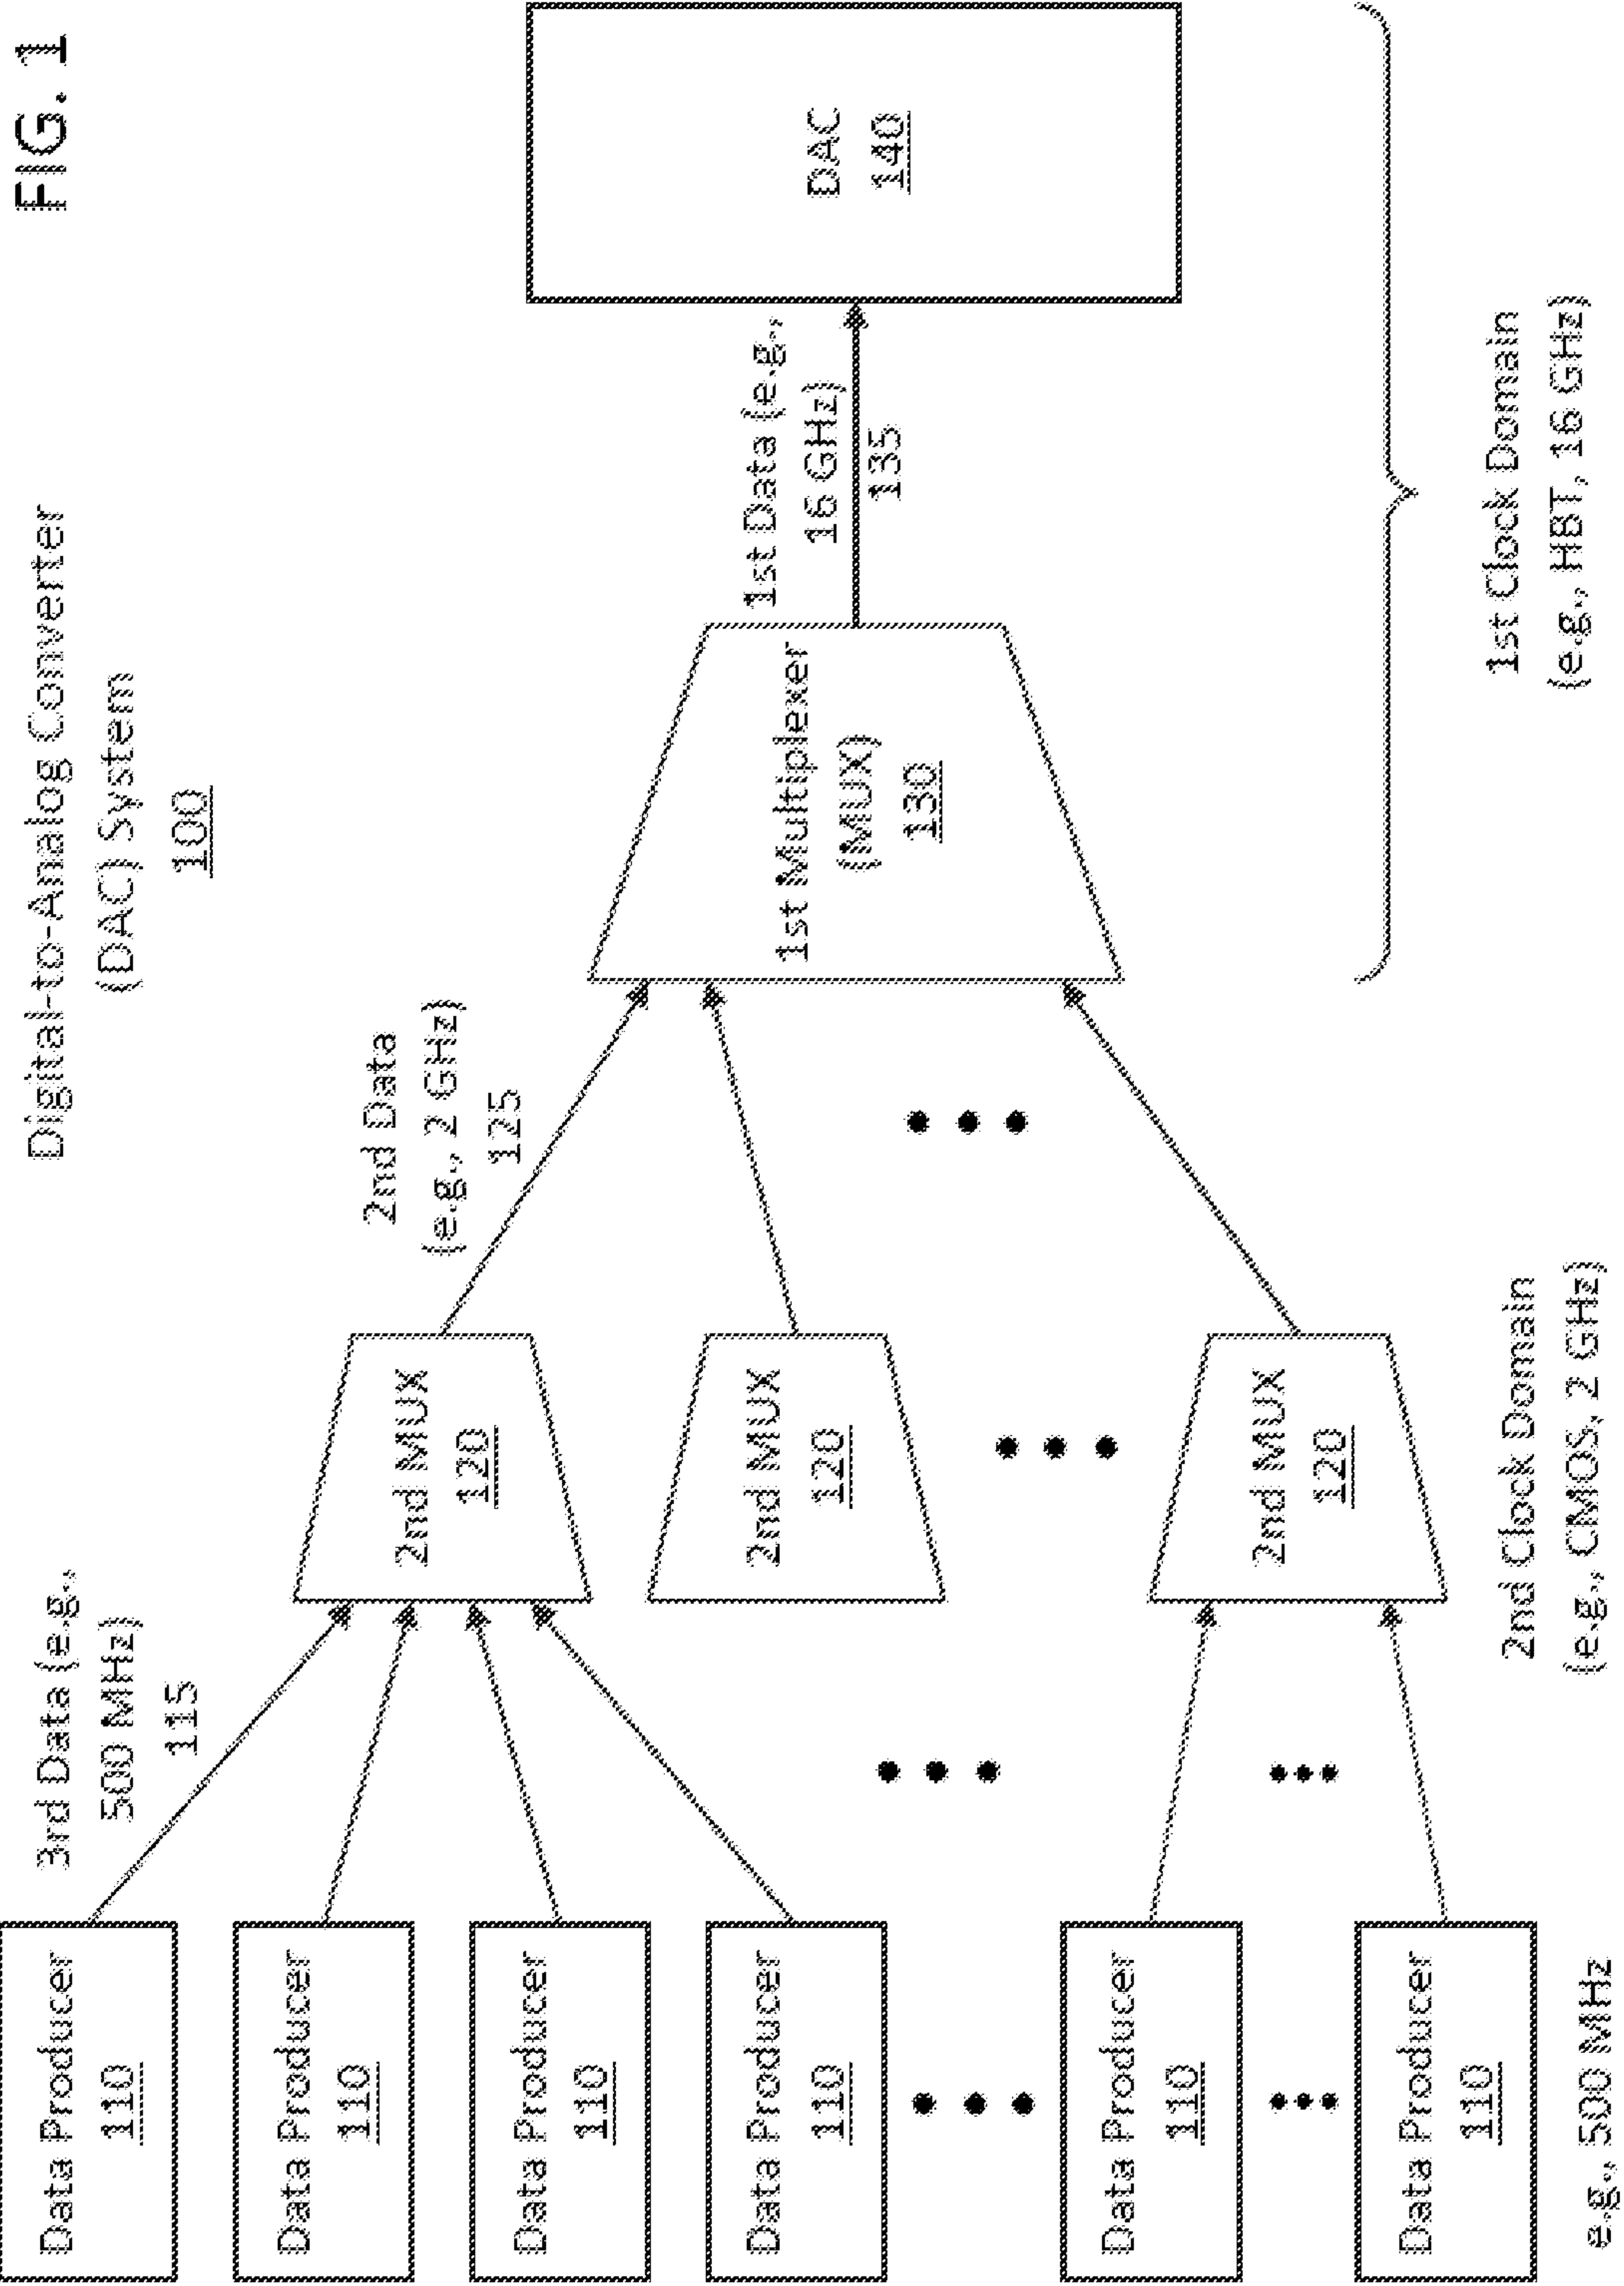 FIG. 1
Digital-to-Analog Converter
(DAC) System
100
3rd Data (e.g.,
500 MHz)
115
2nd Data
(e.g., 2 GHz)
125
1st Data (e.g.,
16 GHz)
135
Data Producer
110
Data Producer
110
Data Producer
110
Data Producer
110
Data Producer
110
Data Producer
110
2nd MUX
120
2nd MUX
120
2nd MUX
120
1st Multiplexer
(MUX)
130
DAC
140
e.g., 500 MHz
2nd Clock Domain
(e.g., CMOS, 2 GHz)
1st Clock Domain
(e.g., HBT, 16 GHz)